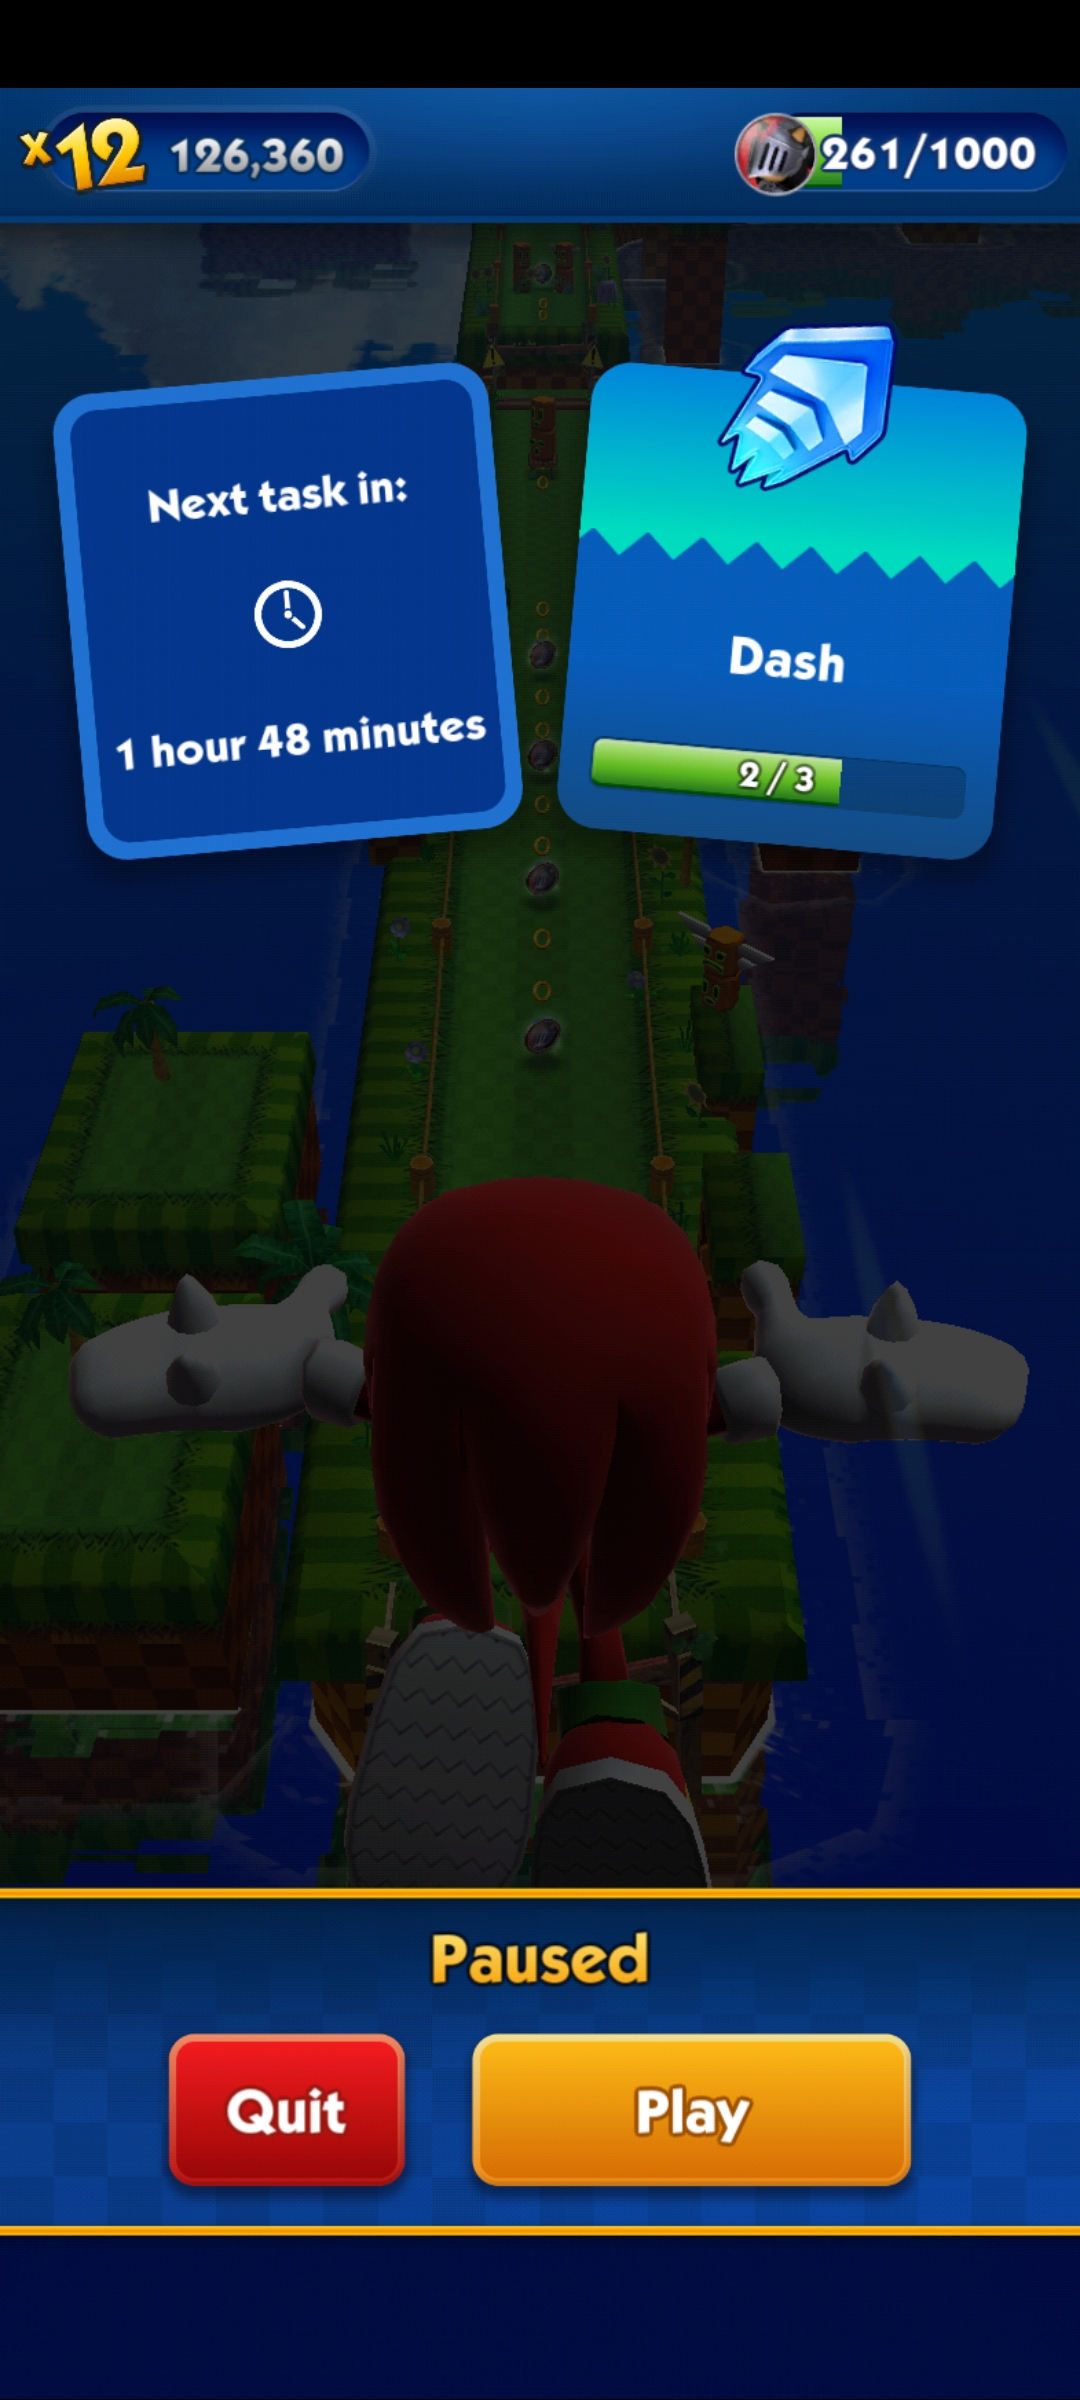 x12 126,360
261/1000
Next task in:
1 hour 48 minutes
Dash
2/3
Paused
Quit
Play